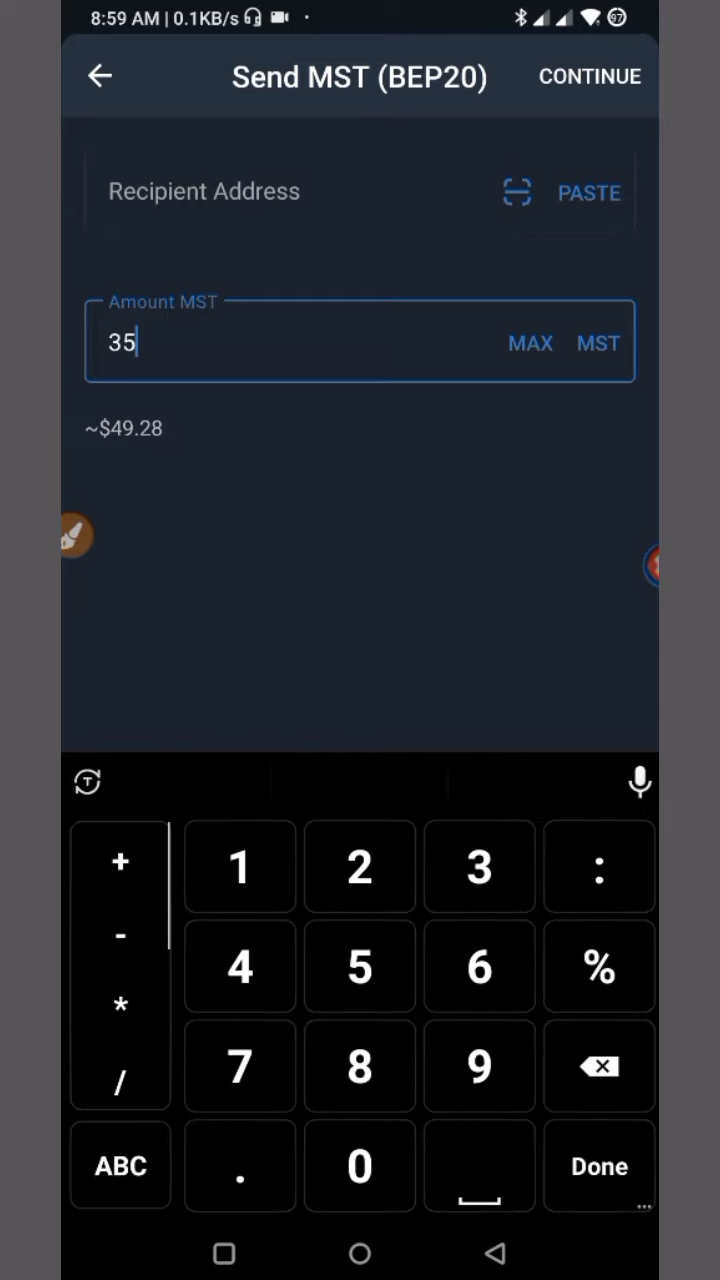 8:59 AM | 0.1KB/s
97
Send MST (BEP20)
CONTINUE
Recipient Address
PASTE
Amount MST
35
MAX
MST
~$49.28
T
+ 1 2 3 :
- 4 5 6 %
* 7 8 9
/
ABC . 0 Done
...